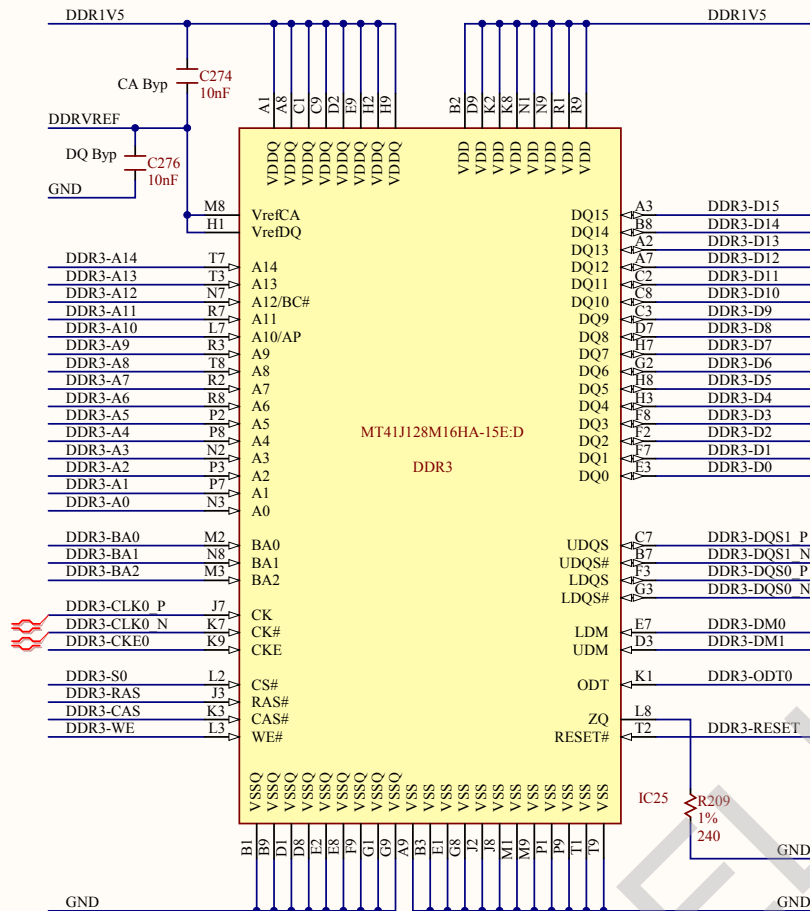 DDR1V5 DDR1V5
C274
CA Byp 10nF
A1 A8 C1 C9 D2 E9 H2 H9 B2 D9 K2 K8 N1 N9 R1 R9
DDRVREF
VDDQ VDDQ VDDQ VDDQ VDDQ VDDQ VDDQ VDDQ VDD VDD VDD VDD VDD VDD VDD VDD
DQ Byp C276
10nF
GND
M8 VrefCA DQ15 A3 DDR3-D15
H1 VrefDQ DQ14 B8 DDR3-D14
DQ13 A2 DDR3-D13
DDR3-A14 T7 A14 DQ12 A7 DDR3-D12
DDR3-A13 T3 A13 DQ11 C2 DDR3-D11
DDR3-A12 N7 A12/BC# DQ10 C8 DDR3-D10
DDR3-A11 R7 A11 DQ9 C3 DDR3-D9
DDR3-A10 L7 A10/AP DQ8 D7 DDR3-D8
DDR3-A9 R3 A9 DQ7 H7 DDR3-D7
DDR3-A8 T8 A8 DQ6 G2 DDR3-D6
DDR3-A7 R2 A7 DQ5 H8 DDR3-D5
DDR3-A6 R8 A6 DQ4 H3 DDR3-D4
DDR3-A5 P2 A5 DQ3 F8 DDR3-D3
DDR3-A4 P8 A4 MT41J128M16HA-15E:D DQ2 F2 DDR3-D2
DDR3-A3 N2 A3 DQ1 F7 DDR3-D1
DDR3-A2 P3 A2 DDR3 DQ0 E3 DDR3-D0
DDR3-A1 P7 A1
DDR3-A0 N3 A0
DDR3-BA0 M2 BA0 UDQS C7 DDR3-DQS1_P
DDR3-BA1 N8 BA1 UDQS# B7 DDR3-DQS1_N
DDR3-BA2 M3 BA2 LDQS F3 DDR3-DQS0_P
LDQS# G3 DDR3-DQS0_N
DDR3-CLK0_P J7 CK
DDR3-CLK0_N K7 CK# LDM E7 DDR3-DM0
DDR3-CKE0 K9 CKE UDM D3 DDR3-DM1
DDR3-S0 L2 CS# ODT K1 DDR3-ODT0
DDR3-RAS J3 RAS#
DDR3-CAS K3 CAS# ZQ L8
DDR3-WE L3 WE# RESET# T2 DDR3-RESET
VSSQ VSSQ VSSQ VSSQ VSSQ VSSQ VSSQ VSSQ VSSQ VSS VSS VSS VSS VSS VSS VSS VSS VSS VSS VSS VSS
IC25 R209
1%
240
B1 B9 D1 D8 E2 E8 F9 G1 G9 A9 B3 E1 G8 J2 J8 M1 M9 P1 P9 T1 T9
GND
GND GND